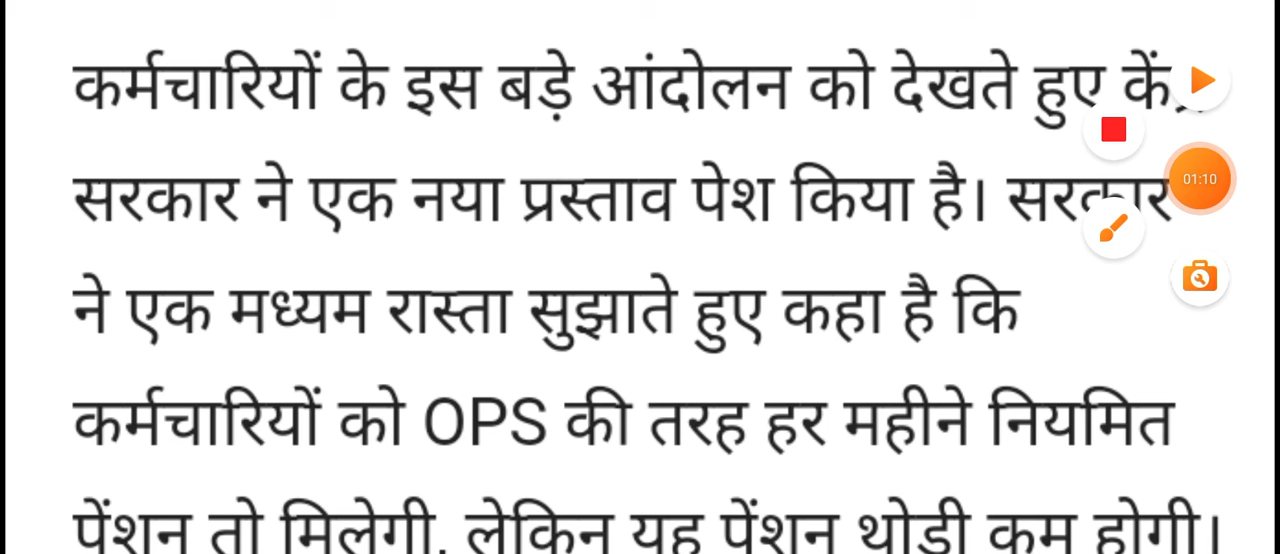 कर्मचारियों के इस बड़े आंदोलन को देखते हुए
सरकार ने एक नया प्रस्ताव पेश किया है। सरकार
01:10
ने एक मध्यम रास्ता सुझाते हुए कहा है कि
कर्मचारियों को OPS की तरह हर महीने नियमित
पेंशन तो मिलेगी, लेकिन यह पेंशन थोड़ी कम होगी।